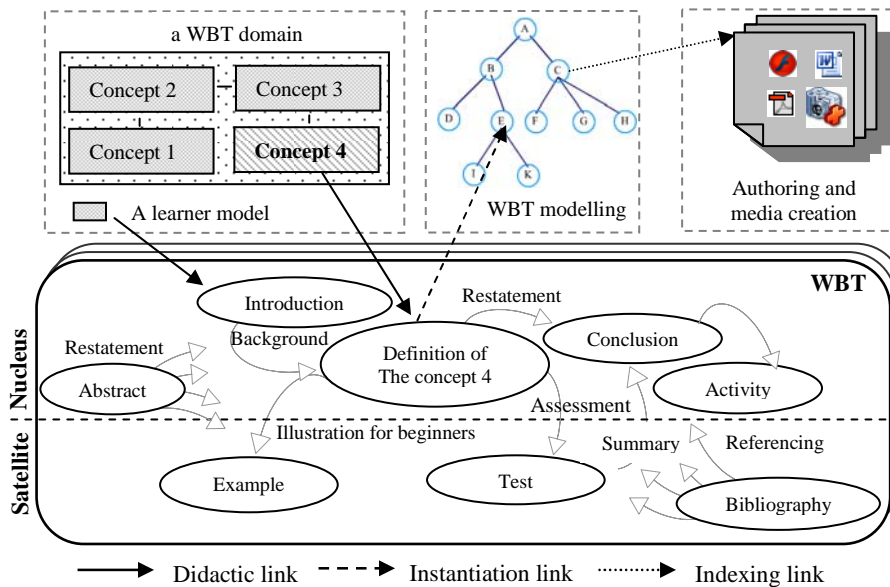 a WBT domain
Concept 2
Concept 3
Concept 1
Concept 4
A learner model
A
B
C
D
E
F
G
H
I
K
WBT modelling
Authoring and
media creation
WBT
Nucleus
Satellite
Introduction
Restatement
Background
Conclusion
Restatement
Definition of
The concept 4
Abstract
Activity
Assessment
Illustration for beginners
Summary
Referencing
Example
Test
Bibliography
Didactic link
Instantiation link
Indexing link